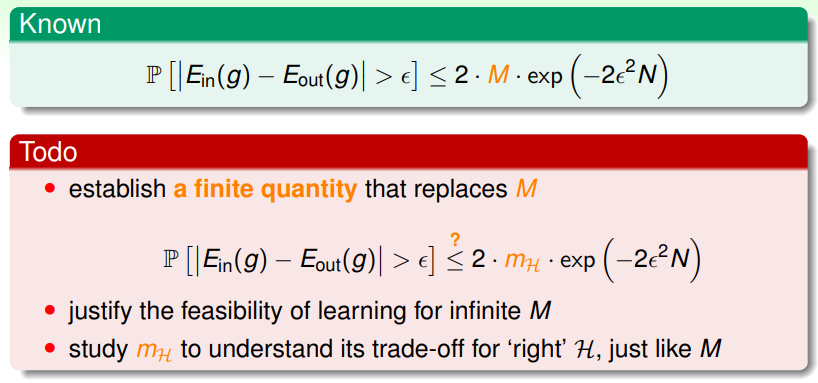 Known
ℙ [|E_in(g) − E_out(g)| > ϵ] ≤ 2 · M · exp (−2ϵ²N)
Todo
• establish a finite quantity that replaces M
ℙ [|E_in(g) − E_out(g)| > ϵ] ≤^? 2 · m_ℋ · exp (−2ϵ²N)
• justify the feasibility of learning for infinite M
• study m_ℋ to understand its trade-off for ‘right’ ℋ, just like M